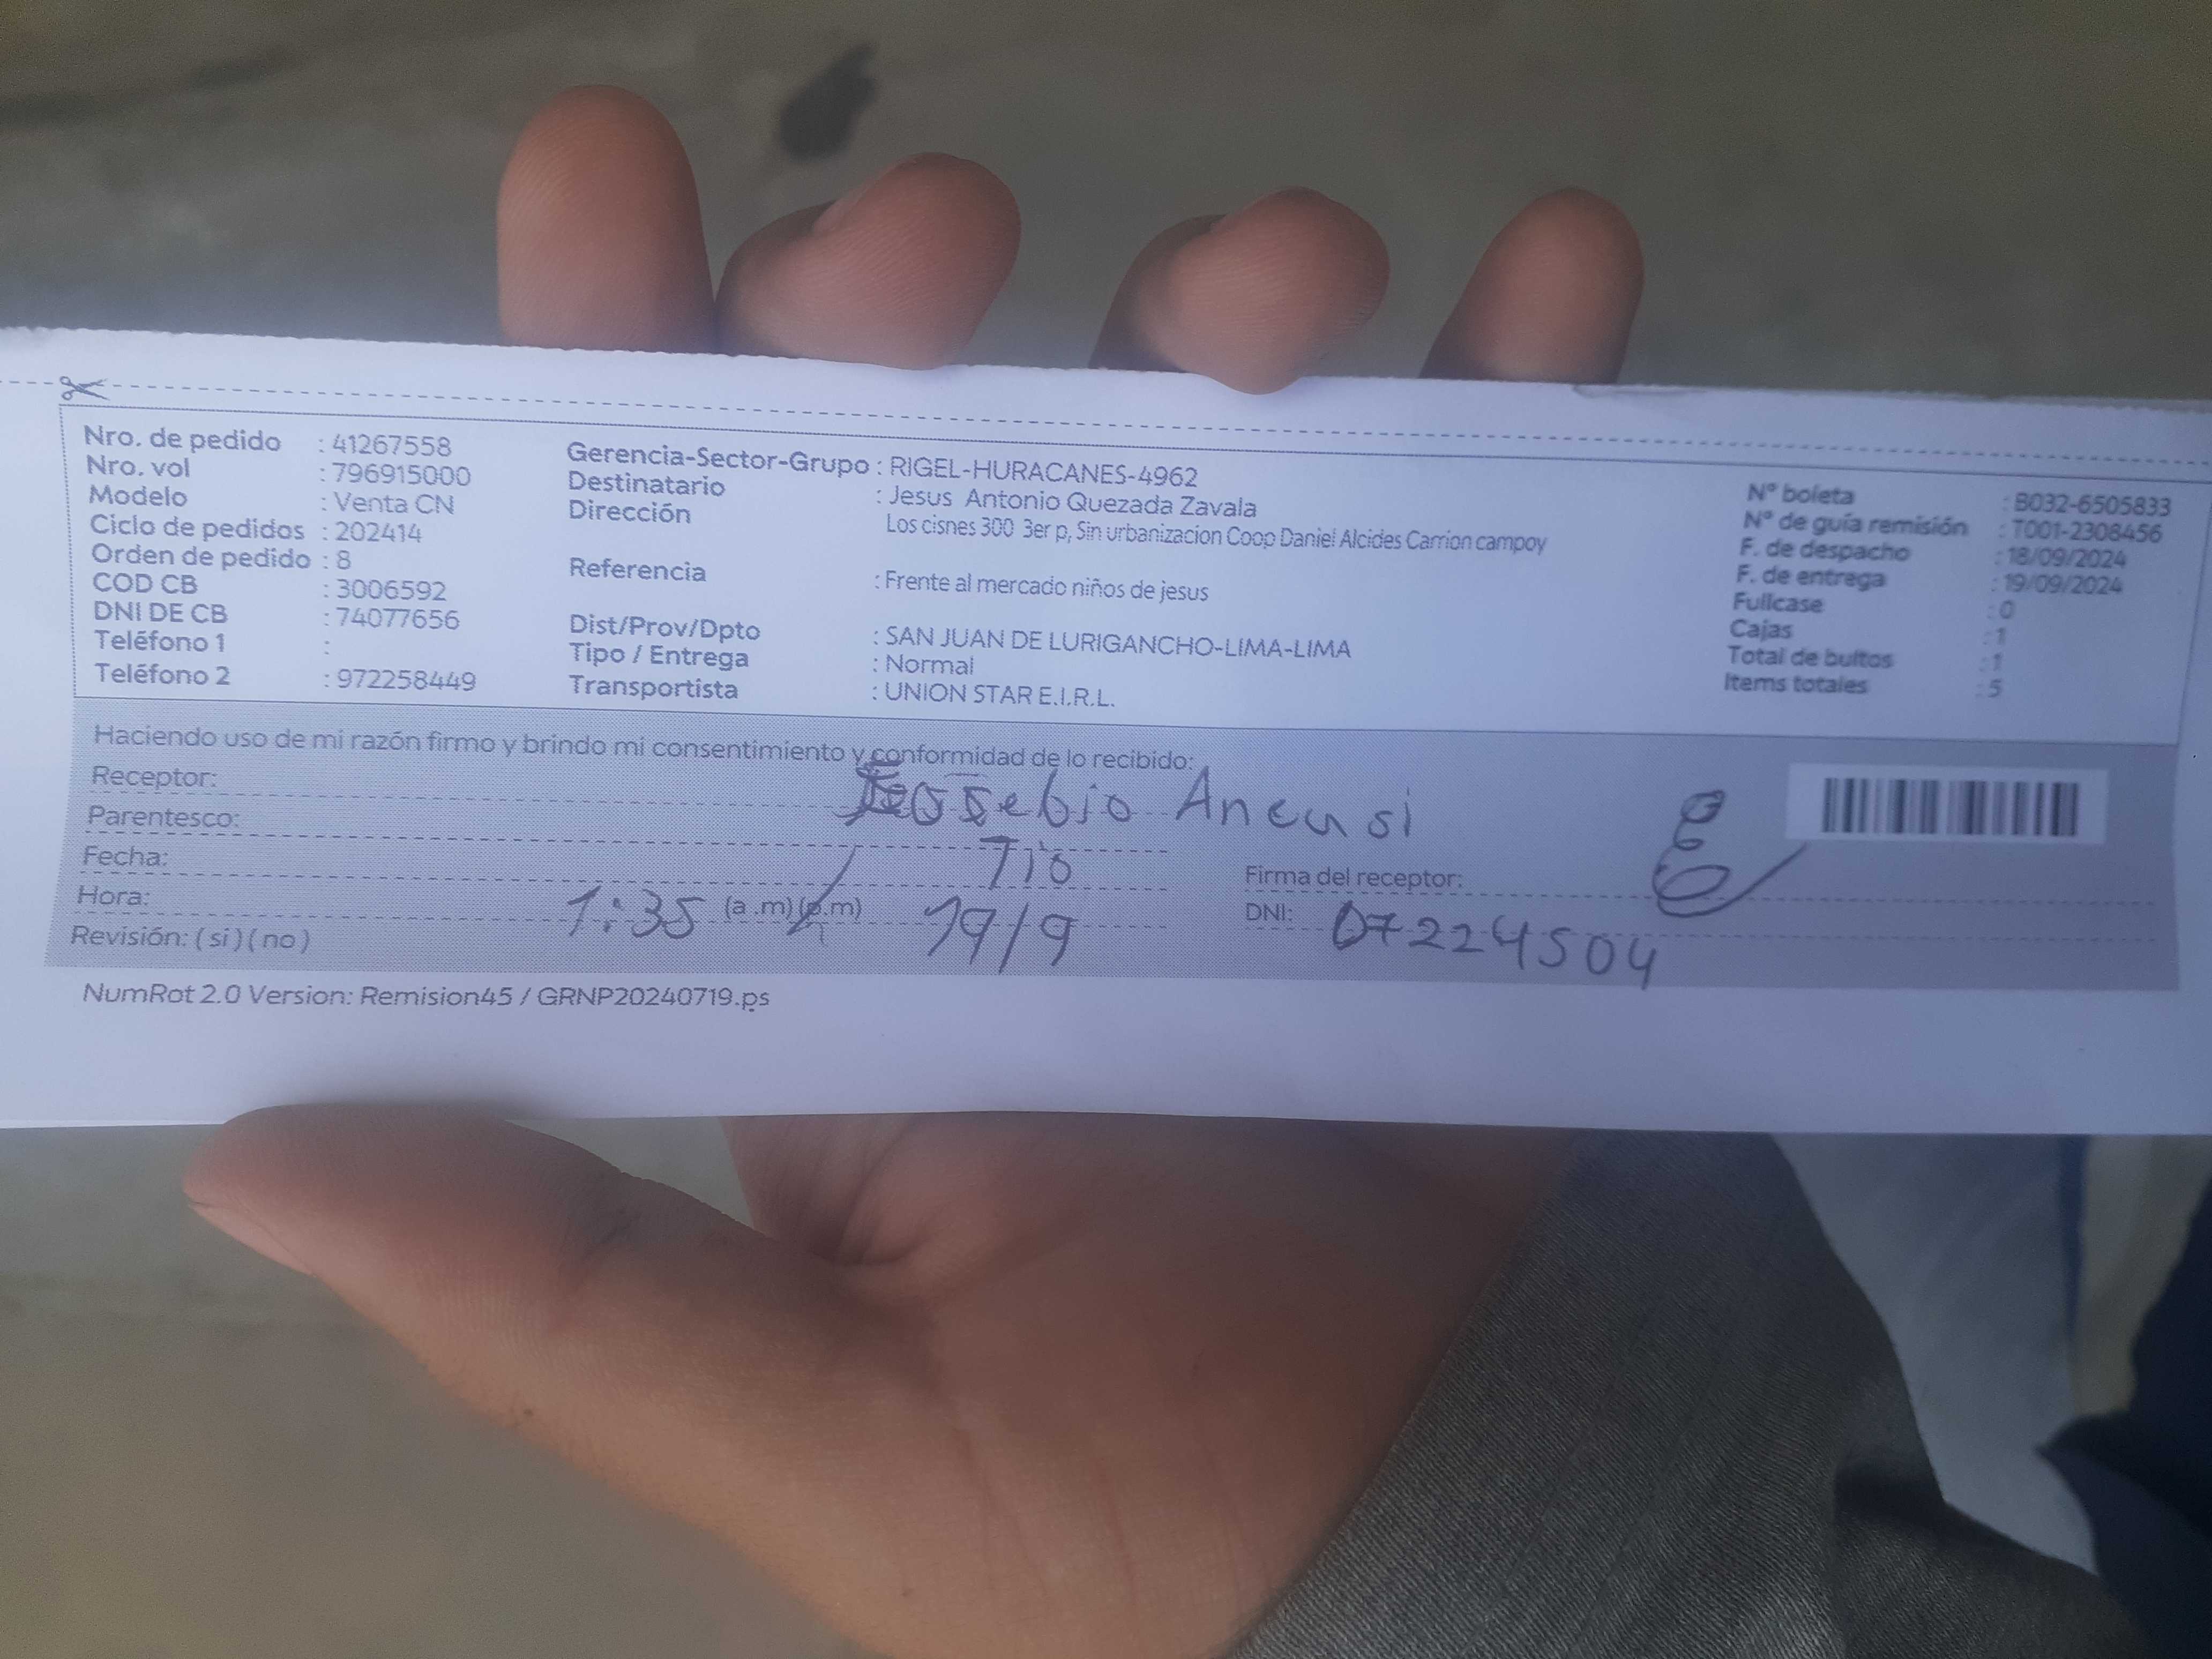 Nro. de pedido : 41267558
Nro. vol : 796915000
Modelo : Venta CN
Ciclo de pedidos : 202414
Orden de pedido : 8
COD CB : 3006592
DNI DE CB : 74077656
Teléfono 1 :
Teléfono 2 : 972258449
Gerencia-Sector-Grupo : RIGEL-HURACANES-4962
Destinatario : Jesus Antonio Quezada Zavala
Dirección Los cisnes 300 3er p, Sin urbanizacion Coop Daniel Alcides Carrion campoy
Referencia : Frente al mercado niños de jesus
Dist/Prov/Dpto : SAN JUAN DE LURIGANCHO-LIMA-LIMA
Tipo / Entrega : Normal
Transportista : UNION STAR E.I.R.L.
N° boleta : B032-6505833
N° de guía remisión : T001-2308456
F. de despacho : 18/09/2024
F. de entrega : 19/09/2024
Fullcase : 0
Cajas : 1
Total de bultos : 1
Items totales : 5
Haciendo uso de mi razón firmo y brindo mi consentimiento y conformidad de lo recibido:
Receptor:
Parentesco: Tio
Fecha: 19/9
Hora: 1:35 (a .m) (p.m)
Revisión: ( si ) ( no )
Firma del receptor:
DNI: 07224504
NumRot 2.0 Version: Remision45 / GRNP20240719.ps